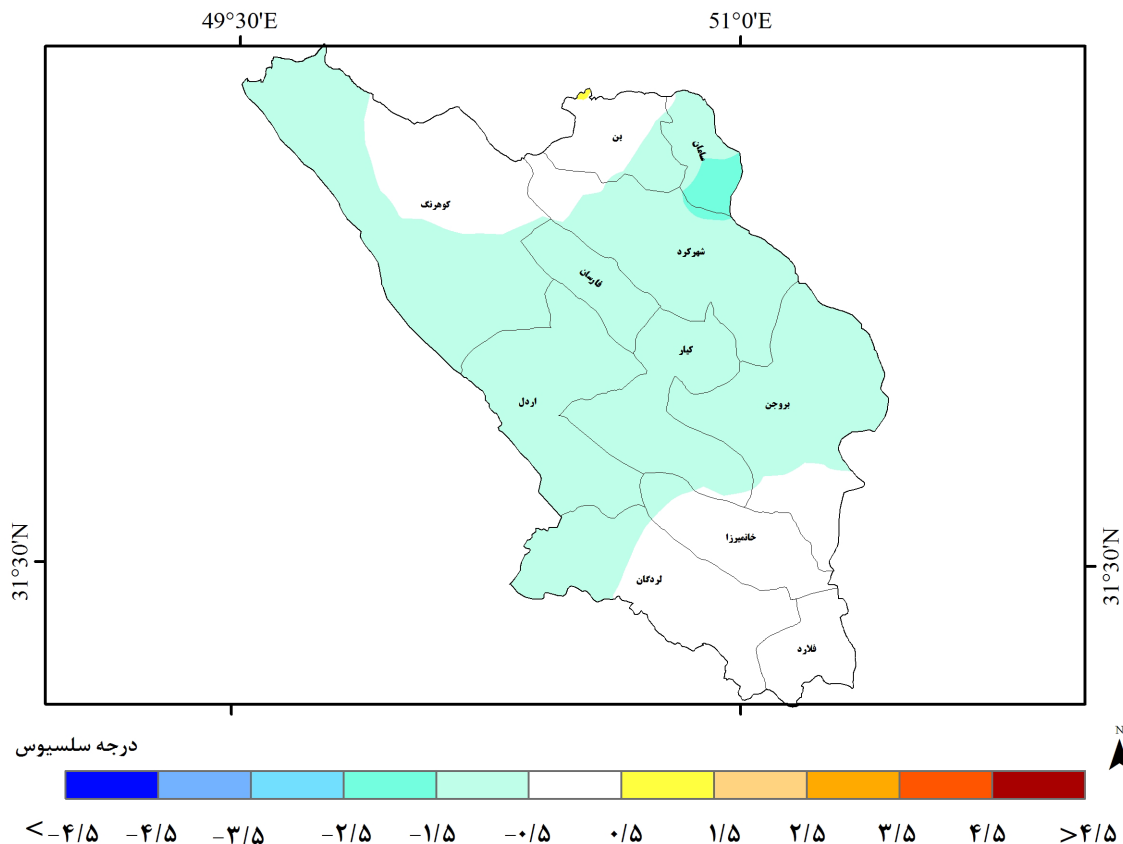 49°30'E 51°0'E
بن
سامان
کوهرنگ
شهرکرد
فارسان
کیار
اردل
بروجن
31°30'N 31°30'N
خانمیرزا
لردگان
فلارد
درجه سلسیوس
N
< -۴/۵ -۴/۵ -۳/۵ -۲/۵ -۱/۵ -۰/۵ ۰/۵ ۱/۵ ۲/۵ ۳/۵ ۴/۵ >۴/۵